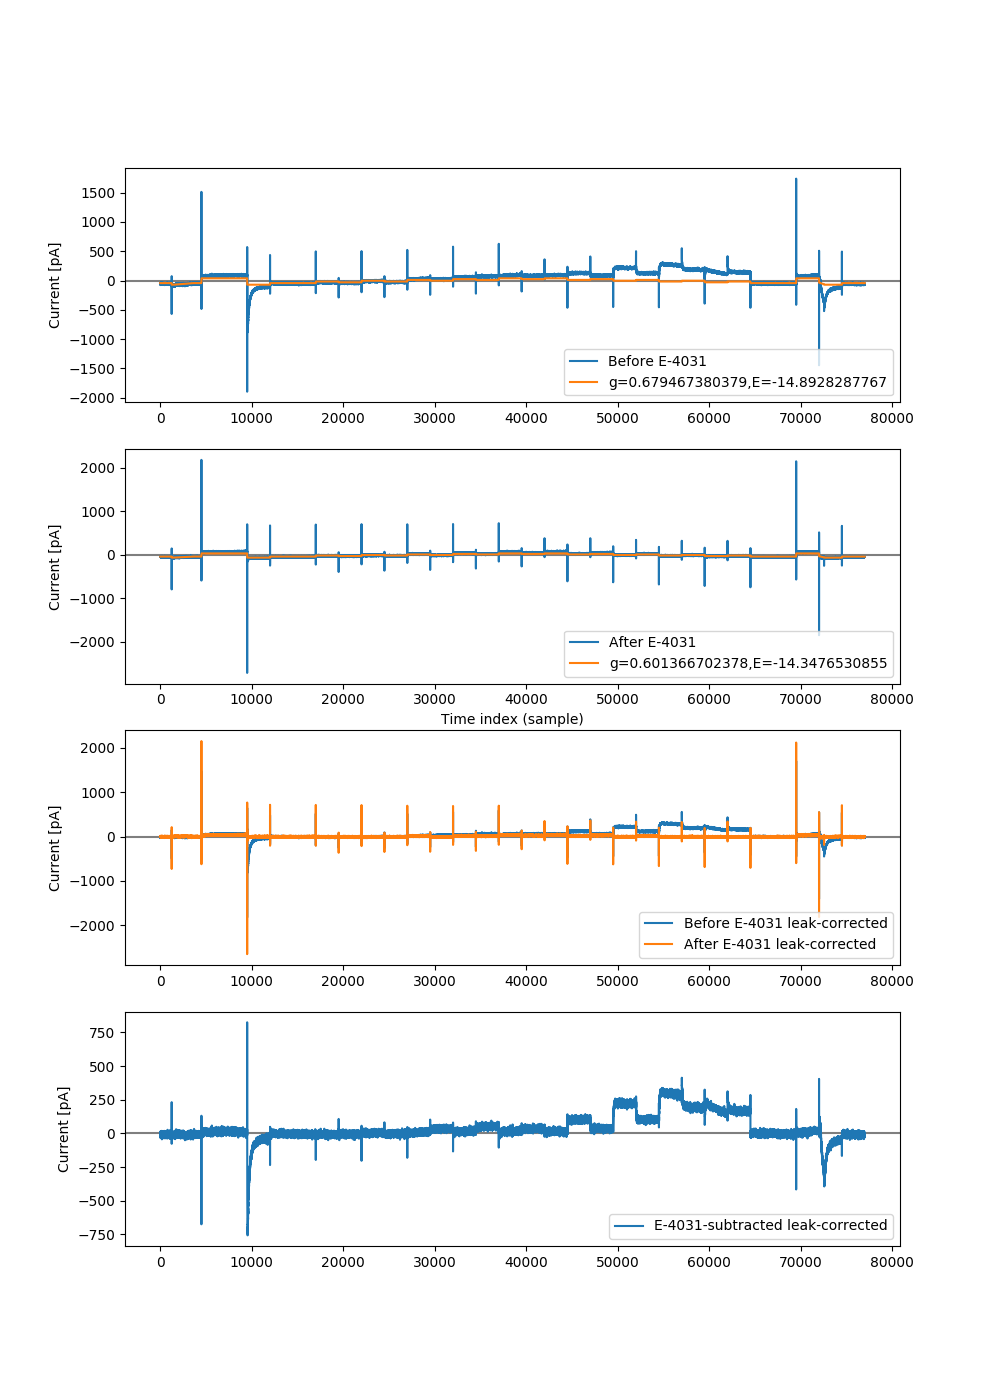 1500
1000
500
0
−500
−1000
−1500
−2000
Current [pA]
Before E-4031
g=0.679467380379,E=-14.8928287767
0 10000 20000 30000 40000 50000 60000 70000 80000
2000
1000
0
−1000
−2000
Current [pA]
After E-4031
g=0.601366702378,E=-14.3476530855
0 10000 20000 30000 40000 50000 60000 70000 80000
Time index (sample)
2000
1000
0
−1000
−2000
Current [pA]
Before E-4031 leak-corrected
After E-4031 leak-corrected
0 10000 20000 30000 40000 50000 60000 70000 80000
750
500
250
0
−250
−500
−750
Current [pA]
E-4031-subtracted leak-corrected
0 10000 20000 30000 40000 50000 60000 70000 80000